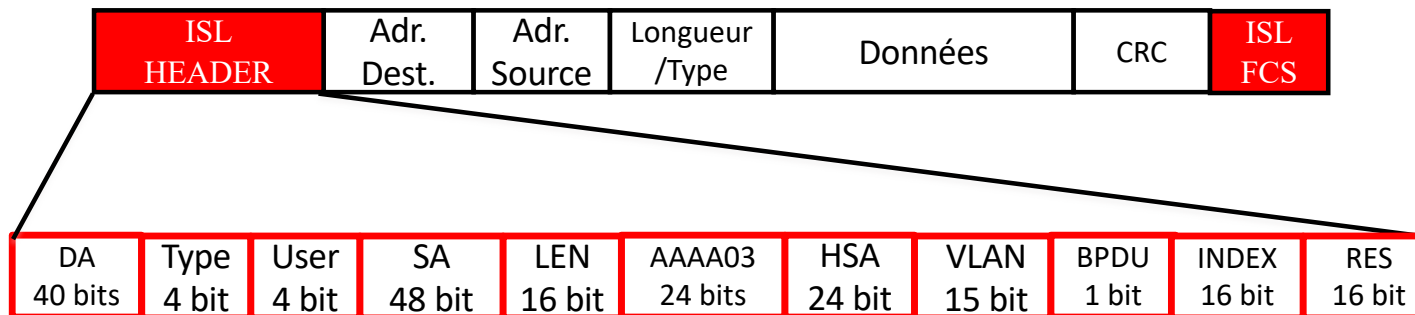 ISL Adr. Adr. Longueur Données CRC ISL
HEADER Dest. Source /Type FCS
DA Type User SA LEN AAAA03 HSA VLAN BPDU INDEX RES
40 bits 4 bit 4 bit 48 bit 16 bit 24 bits 24 bit 15 bit 1 bit 16 bit 16 bit